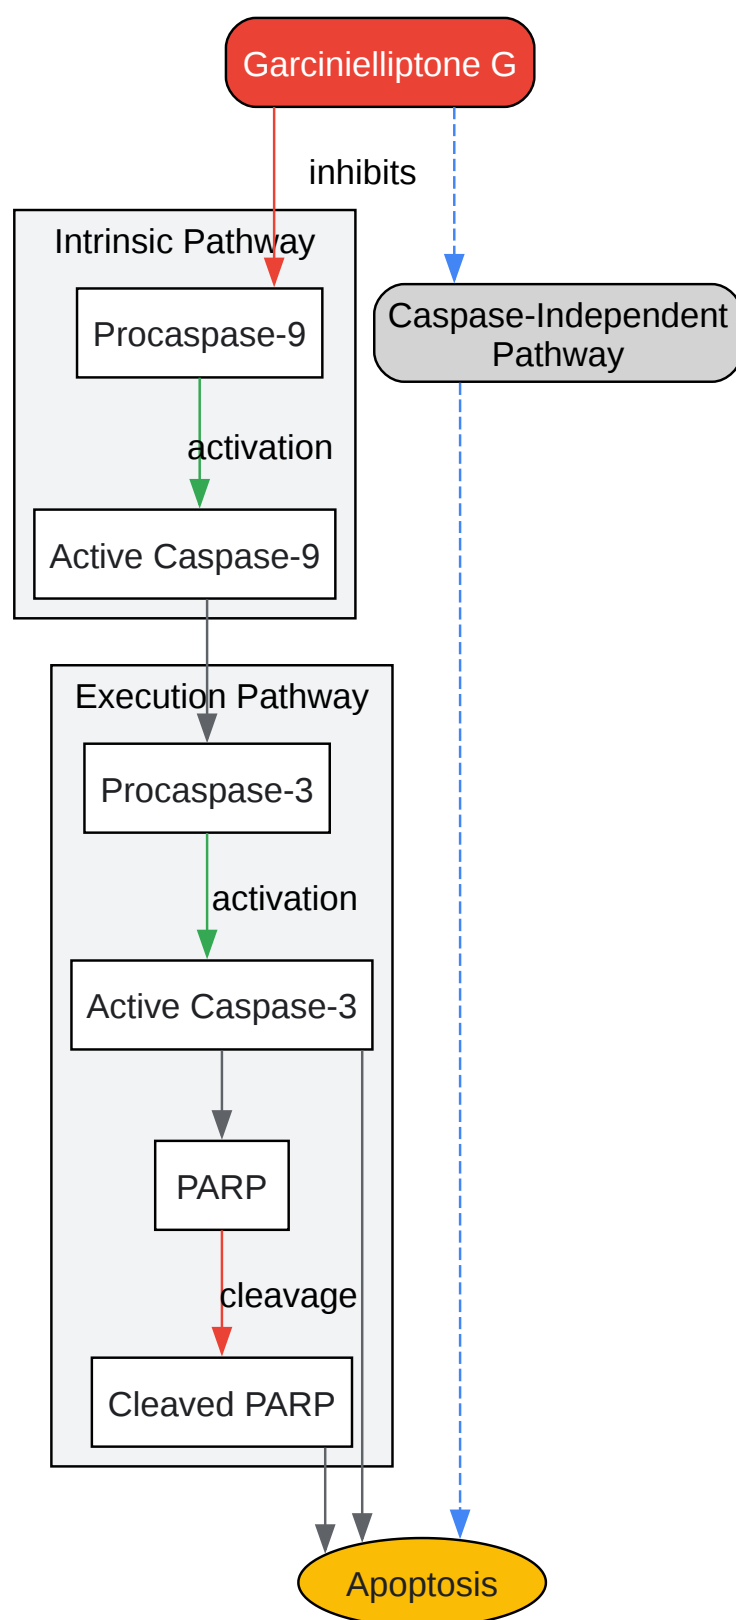 Garcinielliptone G
inhibits
Intrinsic Pathway
Procaspase-9
Caspase-Independent
Pathway
activation
Active Caspase-9
Execution Pathway
Procaspase-3
activation
Active Caspase-3
PARP
cleavage
Cleaved PARP
Apoptosis